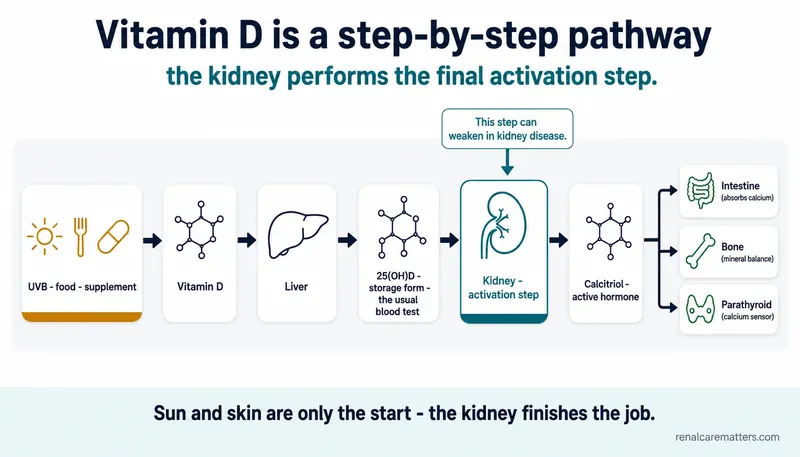 Vitamin D is a step-by-step pathway
the kidney performs the final activation step.
This step can
weaken in kidney disease.
UVB - food - supplement
Vitamin D
Liver
25(OH)D -
storage form -
the usual
blood test
Kidney -
activation step
Calcitriol -
active hormone
Intestine
(absorbs calcium)
Bone
(mineral balance)
Parathyroid
(calcium sensor)
Sun and skin are only the start - the kidney finishes the job.
renalcarematters.com